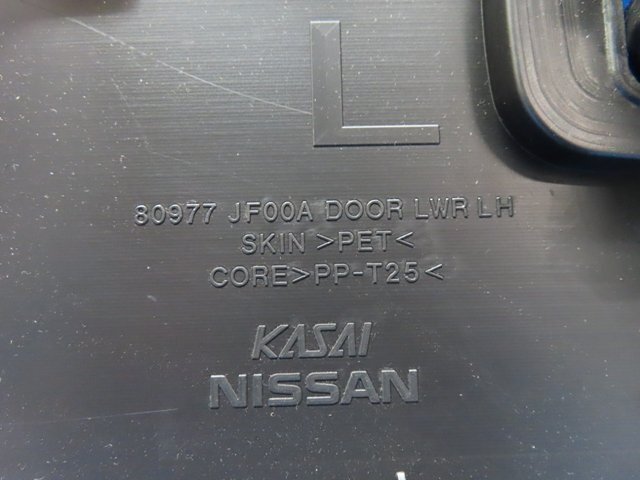 L
80977 JF00A DOOR LWR LH
SKIN >PET<
CORE>PP-T25<
KASAI
NISSAN